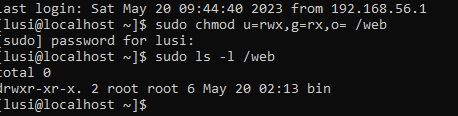 Last login: Sat May 20 09:44:40 2023 from 192.168.56.1
[lusi@localhost ~]$ sudo chmod u=rwx,g=rx,o= /web
[sudo] password for lusi:
[lusi@localhost ~]$ sudo ls -l /web
total 0
drwxr-xr-x. 2 root root 6 May 20 02:13 bin
[lusi@localhost ~]$